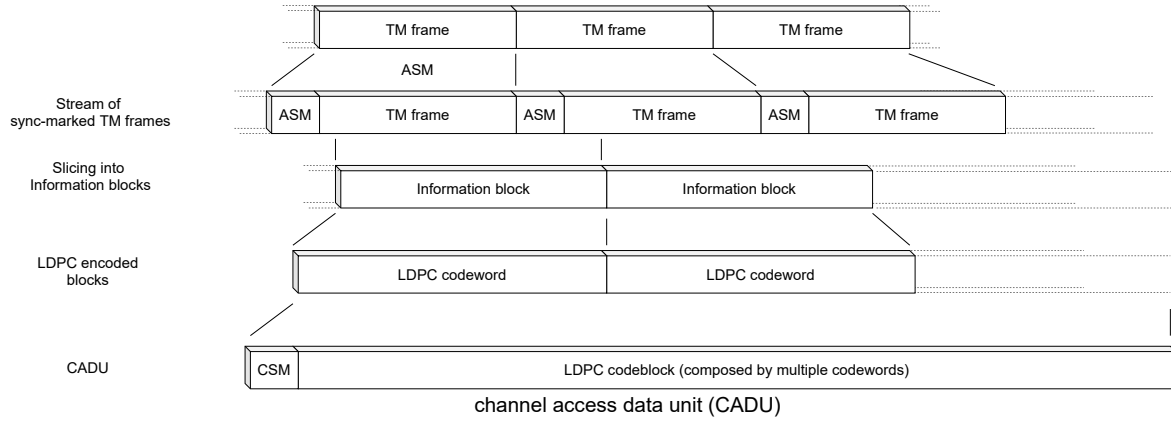 TM frame TM frame TM frame
ASM
Stream of
sync-marked TM frames
ASM TM frame ASM TM frame ASM TM frame
Slicing into
Information blocks
Information block Information block
LDPC encoded
blocks
LDPC codeword LDPC codeword
CADU
CSM LDPC codeblock (composed by multiple codewords)
channel access data unit (CADU)